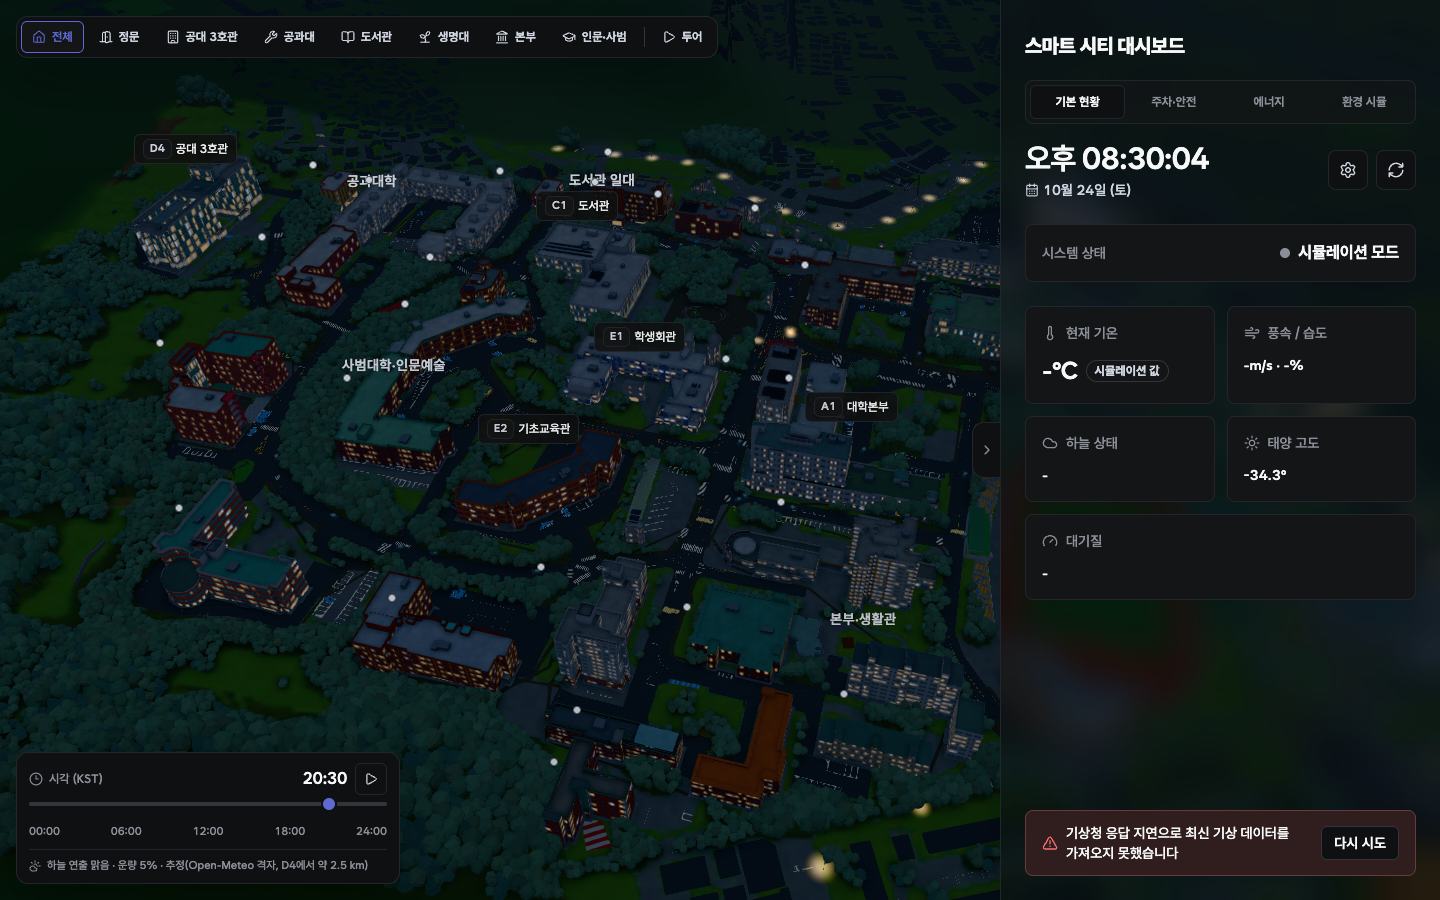 전체 정문 공대 3호관 공과대 도서관 생명대 본부 인문·사범 투어
D4 공대 3호관
공과대학
도서관 일대
C1 도서관
E1 학생회관
사범대학·인문예술
A1 대학본부
E2 기초교육관
본부·생활관
시각 (KST) 20:30
00:00 06:00 12:00 18:00 24:00
하늘 연출 맑음 · 운량 5% · 추정(Open-Meteo 격자, D4에서 약 2.5 km)
스마트 시티 대시보드
기본 현황 주차·안전 에너지 환경 시뮬
오후 08:30:04
10월 24일 (토)
시스템 상태 시뮬레이션 모드
현재 기온
-°C 시뮬레이션 값
풍속 / 습도
-m/s · -%
하늘 상태
-
태양 고도
-34.3°
대기질
-
기상청 응답 지연으로 최신 기상 데이터를
가져오지 못했습니다
다시 시도